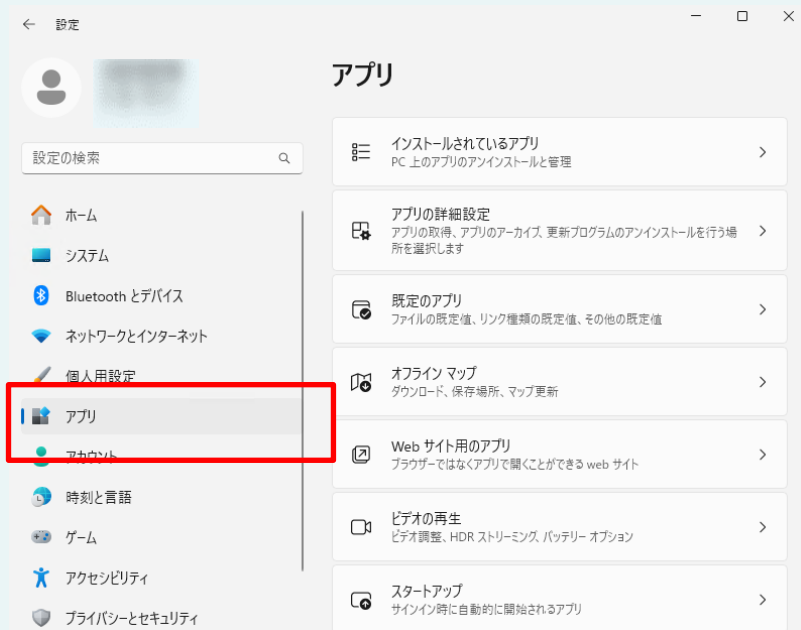 設定
アプリ
設定の検索
ホーム
システム
Bluetooth とデバイス
ネットワークとインターネット
個人用設定
アプリ
アカウント
時刻と言語
ゲーム
アクセシビリティ
プライバシーとセキュリティ
インストールされているアプリ
PC 上のアプリのアンインストールと管理
アプリの詳細設定
アプリの取得、アプリのアーカイブ、更新プログラムのアンインストールを行う場
所を選択します
既定のアプリ
ファイルの既定値、リンク種類の既定値、その他の既定値
オフライン マップ
ダウンロード、保存場所、マップ更新
Web サイト用のアプリ
ブラウザーではなくアプリで開くことができる web サイト
ビデオの再生
ビデオ調整、HDR ストリーミング、バッテリー オプション
スタートアップ
サインイン時に自動的に開始されるアプリ